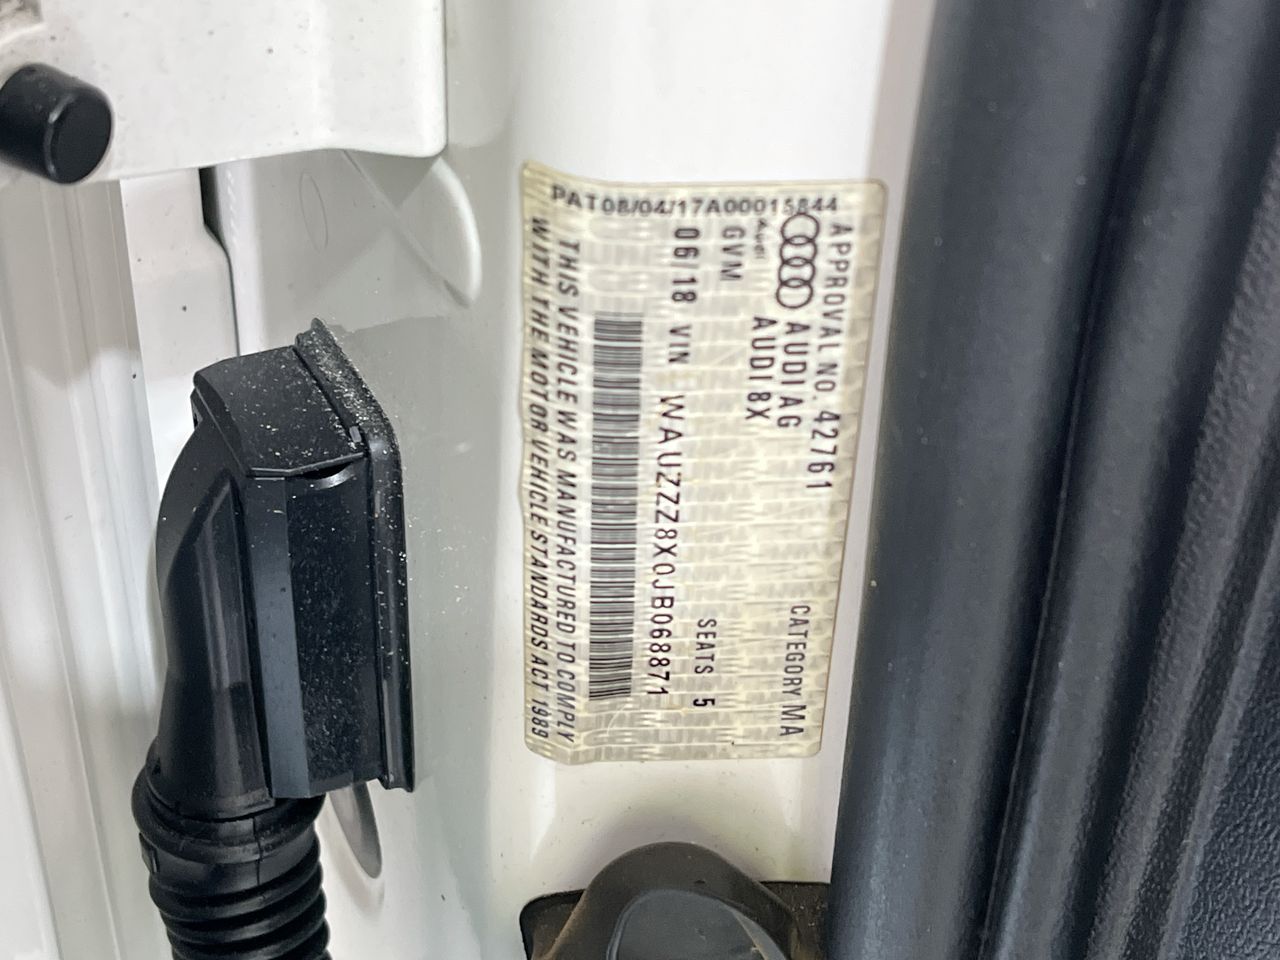 PAT08/04/17A00015844
APPROVAL NO. 42761
CATEGORY MA
AUDI AG
Audi
AUDI 8X
GVM
SEATS 5
06/18 VIN WAUZZZ8X0JB068871
THIS VEHICLE WAS MANUFACTURED TO COMPLY
WITH THE MOTOR VEHICLE STANDARDS ACT 1989